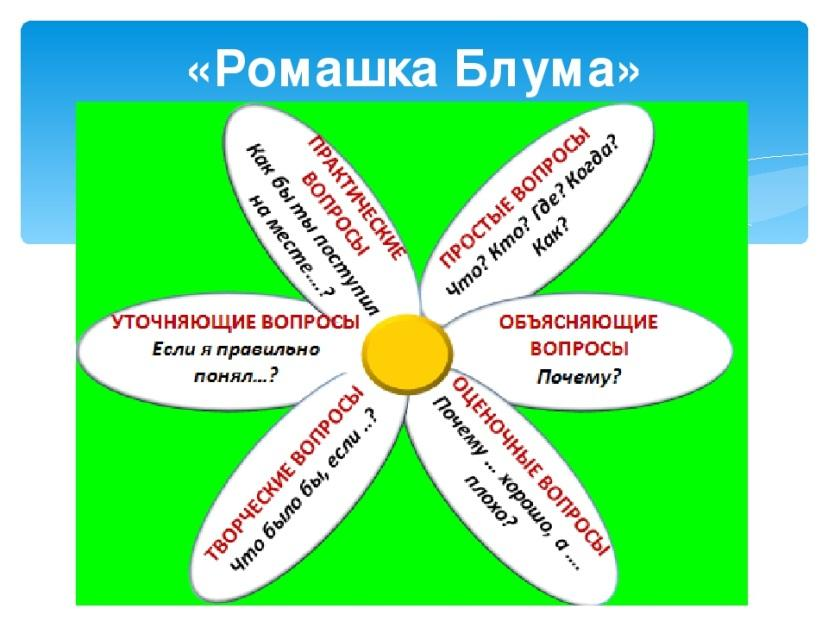 «Ромашка Блума»
ПРАКТИЧЕСКИЕ
ВОПРОСЫ
Как бы ты поступил
на месте....?
ПРОСТЫЕ ВОПРОСЫ
Что? Кто? Где? Когда?
Как?
УТОЧНЯЮЩИЕ ВОПРОСЫ
Если я правильно
понял...?
ОБЪЯСНЯЮЩИЕ
ВОПРОСЫ
Почему?
ТВОРЧЕСКИЕ ВОПРОСЫ
Что было бы, если ..?
ОЦЕНОЧНЫЕ ВОПРОСЫ
Почему ... хорошо, а ....
плохо?